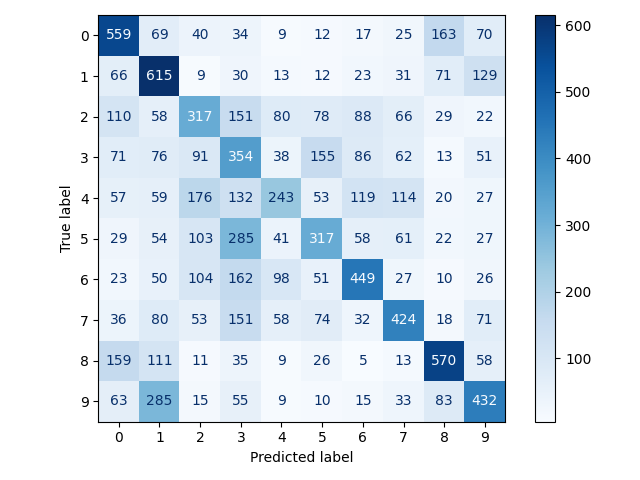 0 559 69 40 34 9 12 17 25 163 70
1 66 615 9 30 13 12 23 31 71 129
2 110 58 317 151 80 78 88 66 29 22
3 71 76 91 354 38 155 86 62 13 51
4 57 59 176 132 243 53 119 114 20 27
5 29 54 103 285 41 317 58 61 22 27
6 23 50 104 162 98 51 449 27 10 26
7 36 80 53 151 58 74 32 424 18 71
8 159 111 11 35 9 26 5 13 570 58
9 63 285 15 55 9 10 15 33 83 432
0 1 2 3 4 5 6 7 8 9
Predicted label
True label
600
500
400
300
200
100